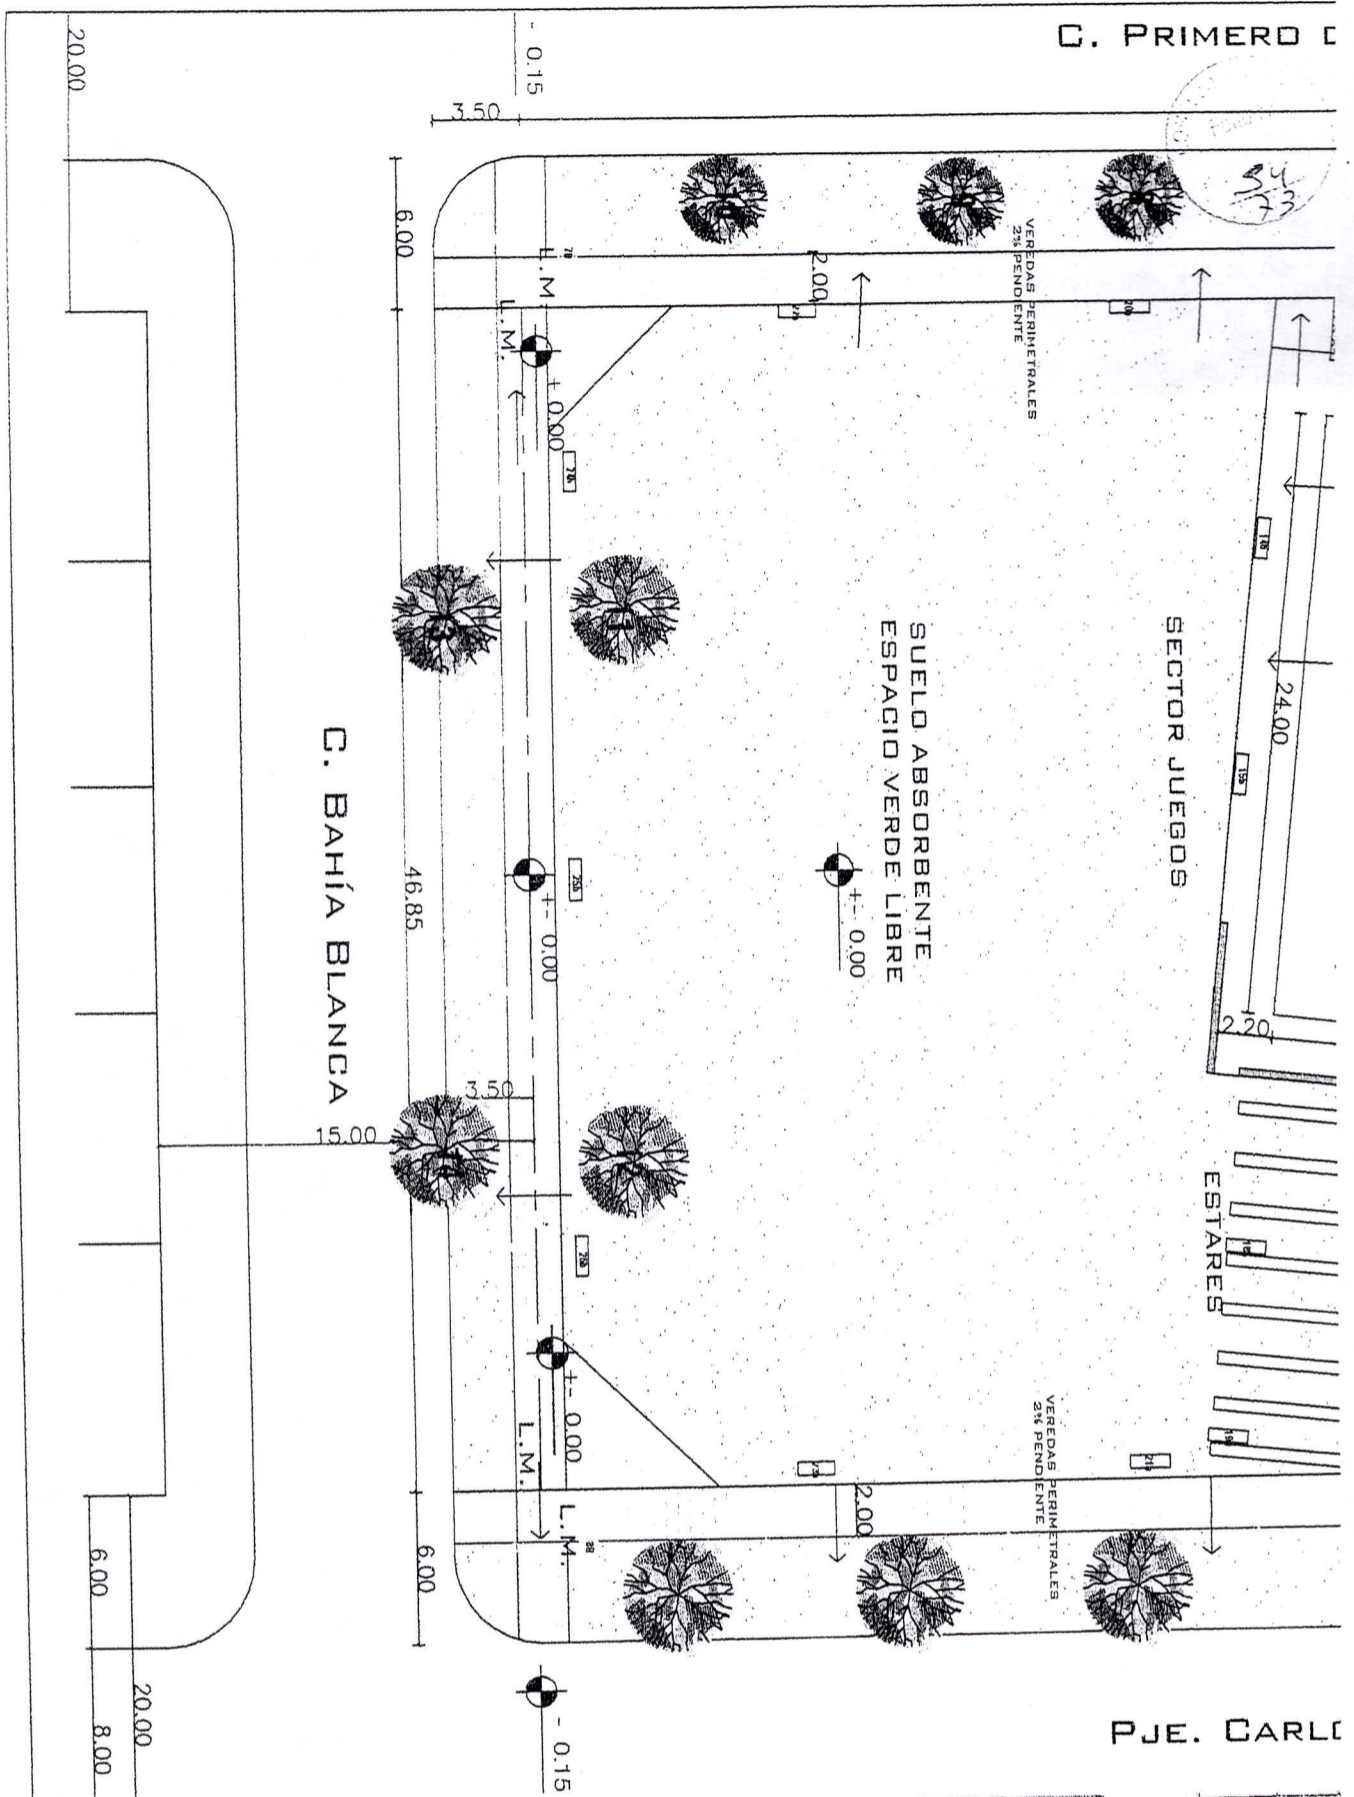 C. PRIMERO D
20.00
- 0.15
3.50
6.00
L.M.
L.M.
2.00
VEREDAS PERIMETRALES
2% PENDIENTE
+ 0.00
SUELO ABSORBENTE
ESPACIO VERDE LIBRE
SECTOR JUEGOS
24.00
14b
15b
C. BAHÍA BLANCA
46.85
25b
+- 0.00
+- 0.00
2.20
3.50
15.00
ESTARES
+- 0.00
L.M.
L.M.
2.00
VEREDAS PERIMETRALES
2% PENDIENTE
6.00
6.00
20.00
8.00
- 0.15
PJE. CARLO